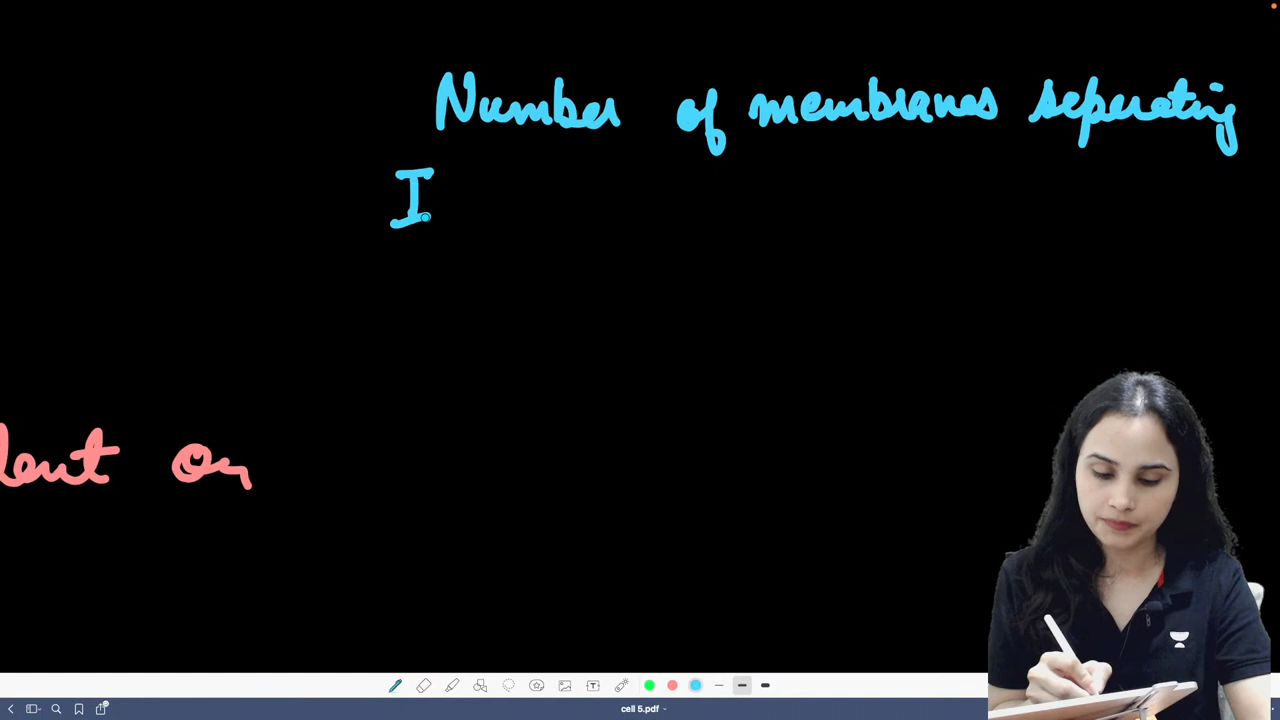 Number of membranes seperating
I.
lent on
cell 5.pdf